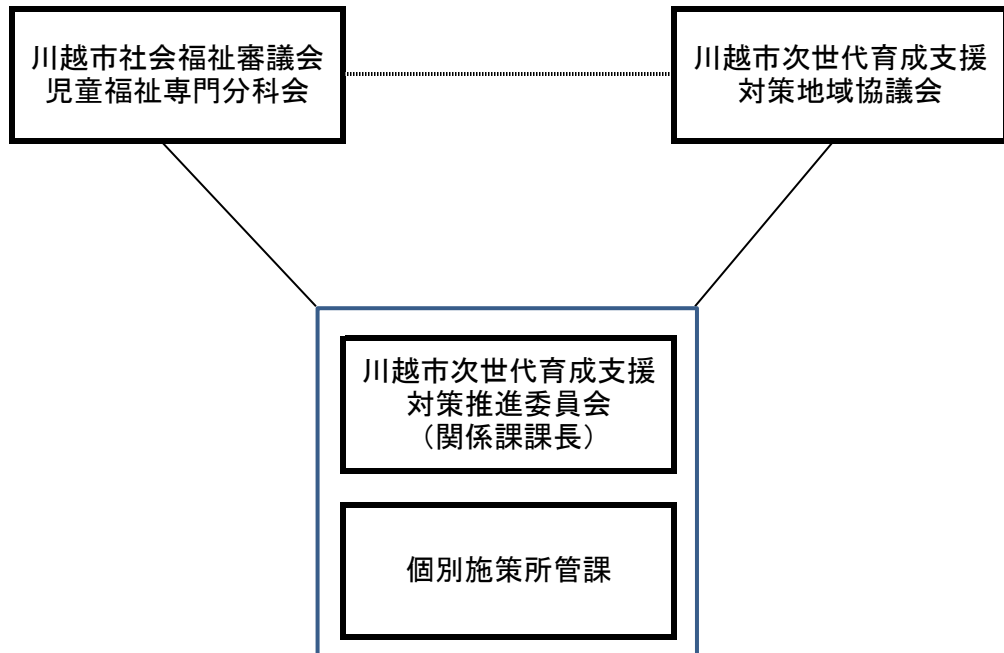 川越市社会福祉審議会
児童福祉専門分科会
川越市次世代育成支援
対策地域協議会
川越市次世代育成支援
対策推進委員会
（関係課課長）
個別施策所管課